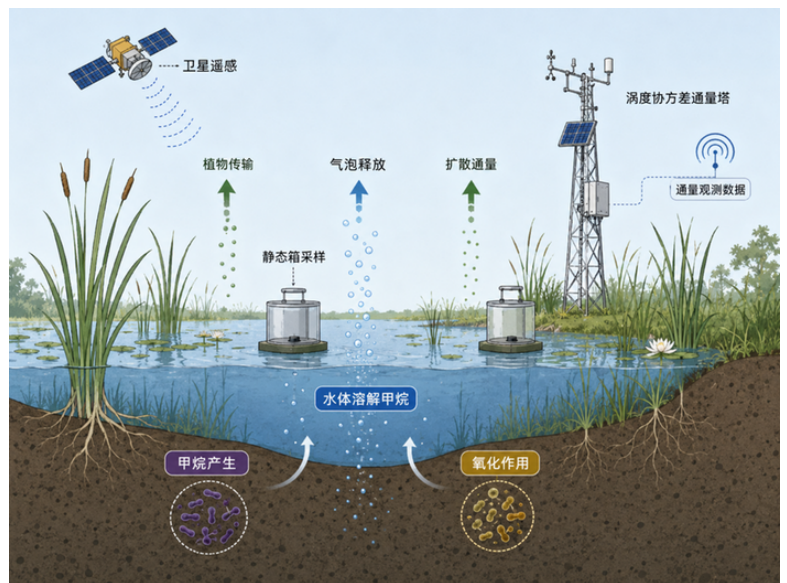 卫星遥感
涡度协方差通量塔
植物传输
气泡释放
扩散通量
通量观测数据
静态箱采样
水体溶解甲烷
甲烷产生
氧化作用